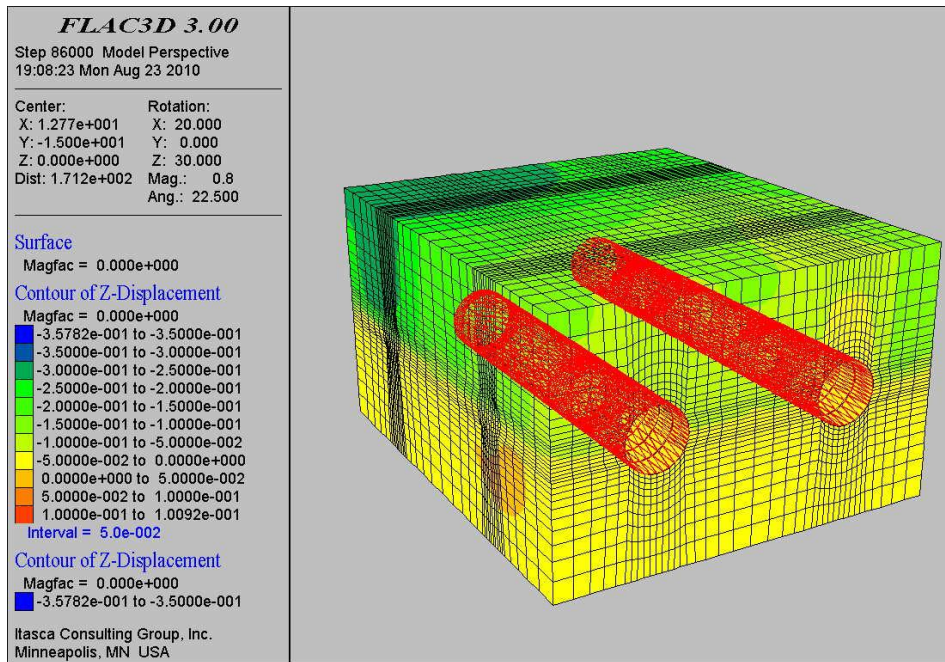 FLAC3D 3.00
Step 86000 Model Perspective
19:08:23 Mon Aug 23 2010
Center: Rotation:
X: 1.277e+001 X: 20.000
Y: -1.500e+001 Y: 0.000
Z: 0.000e+000 Z: 30.000
Dist: 1.712e+002 Mag.: 0.8
Ang.: 22.500
Surface
Magfac = 0.000e+000
Contour of Z-Displacement
Magfac = 0.000e+000
-3.5782e-001 to -3.5000e-001
-3.5000e-001 to -3.0000e-001
-3.0000e-001 to -2.5000e-001
-2.5000e-001 to -2.0000e-001
-2.0000e-001 to -1.5000e-001
-1.5000e-001 to -1.0000e-001
-1.0000e-001 to -5.0000e-002
-5.0000e-002 to 0.0000e+000
0.0000e+000 to 5.0000e-002
5.0000e-002 to 1.0000e-001
1.0000e-001 to 1.0092e-001
Interval = 5.0e-002
Contour of Z-Displacement
Magfac = 0.000e+000
-3.5782e-001 to -3.5000e-001
Itasca Consulting Group, Inc.
Minneapolis, MN USA